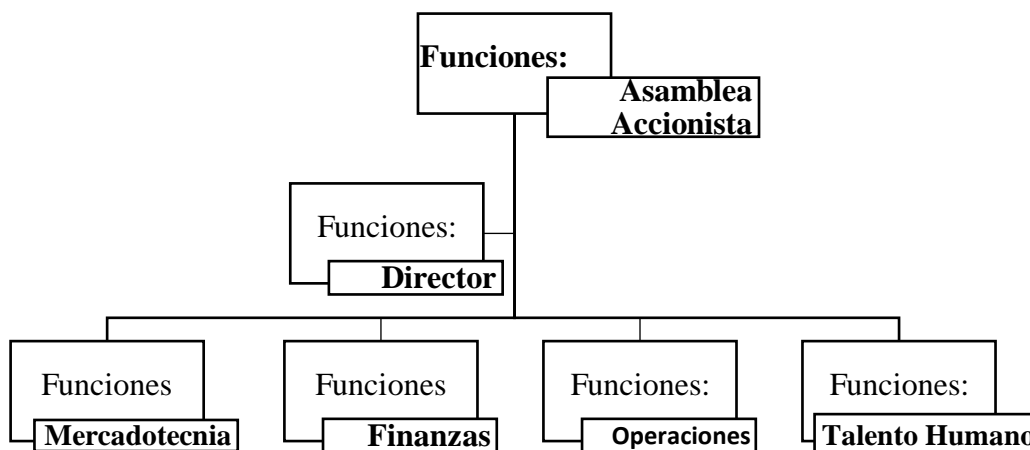 Funciones:
Asamblea
Accionista
Funciones:
Director
Funciones
Mercadotecnia
Funciones
Finanzas
Funciones:
Operaciones
Funciones:
Talento Humano